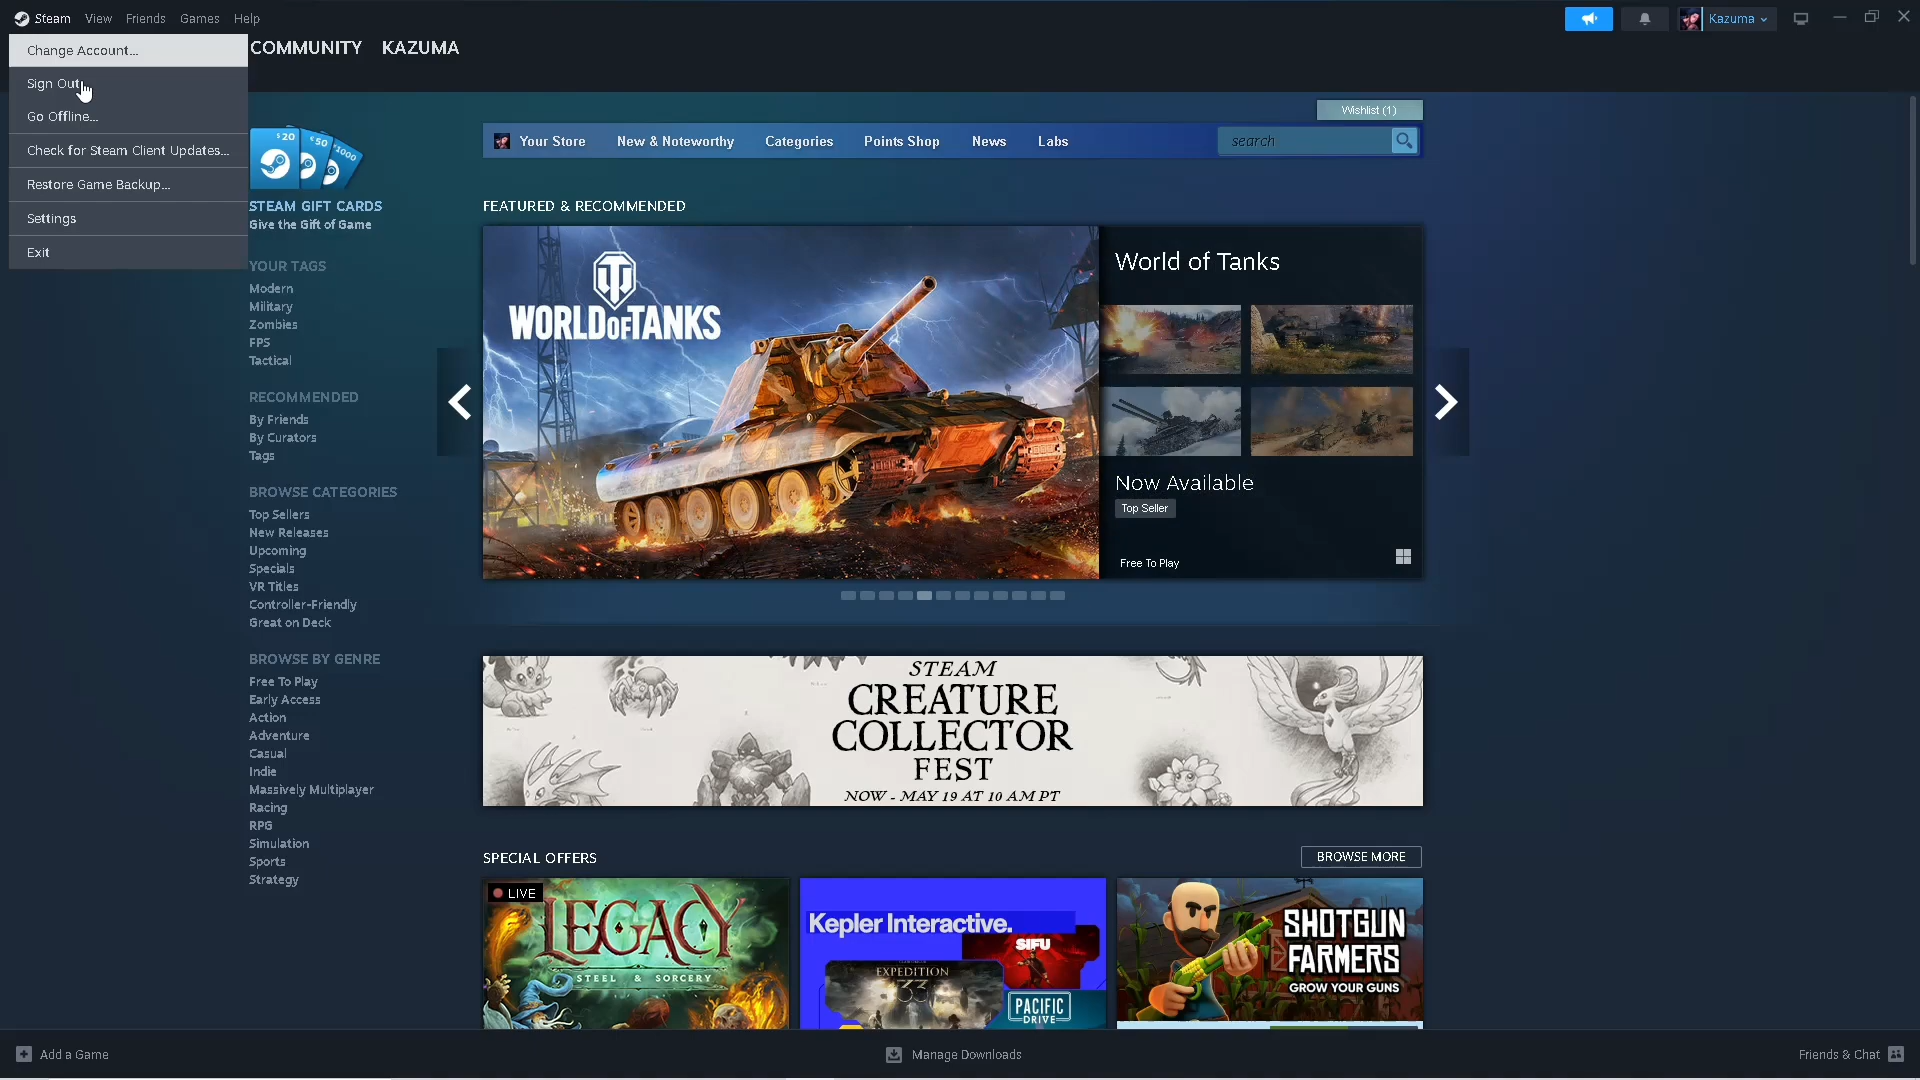 Steam View Friends Games Help
Kazuma
COMMUNITY KAZUMA
Change Account...
Sign Out
Go Offline...
Check for Steam Client Updates...
Restore Game Backup...
Settings
Exit
$20 €50 ¥1000
STEAM GIFT CARDS
Give the Gift of Game
YOUR TAGS
Modern
Military
Zombies
FPS
Tactical
RECOMMENDED
By Friends
By Curators
Tags
BROWSE CATEGORIES
Top Sellers
New Releases
Upcoming
Specials
VR Titles
Controller-Friendly
Great on Deck
BROWSE BY GENRE
Free To Play
Early Access
Action
Adventure
Casual
Indie
Massively Multiplayer
Racing
RPG
Simulation
Sports
Strategy
Wishlist (1)
Your Store New & Noteworthy Categories Points Shop News Labs search
FEATURED & RECOMMENDED
WORLD OF TANKS
World of Tanks
Now Available
Top Seller
Free To Play
STEAM
CREATURE
COLLECTOR
FEST
NOW - MAY 19 AT 10 AM PT
SPECIAL OFFERS
BROWSE MORE
LIVE
LEGACY
STEEL & SORCERY
Kepler Interactive.
SIFU
EXPEDITION
33
PACIFIC
DRIVE
SHOTGUN
FARMERS
GROW YOUR GUNS
Add a Game
Manage Downloads
Friends & Chat